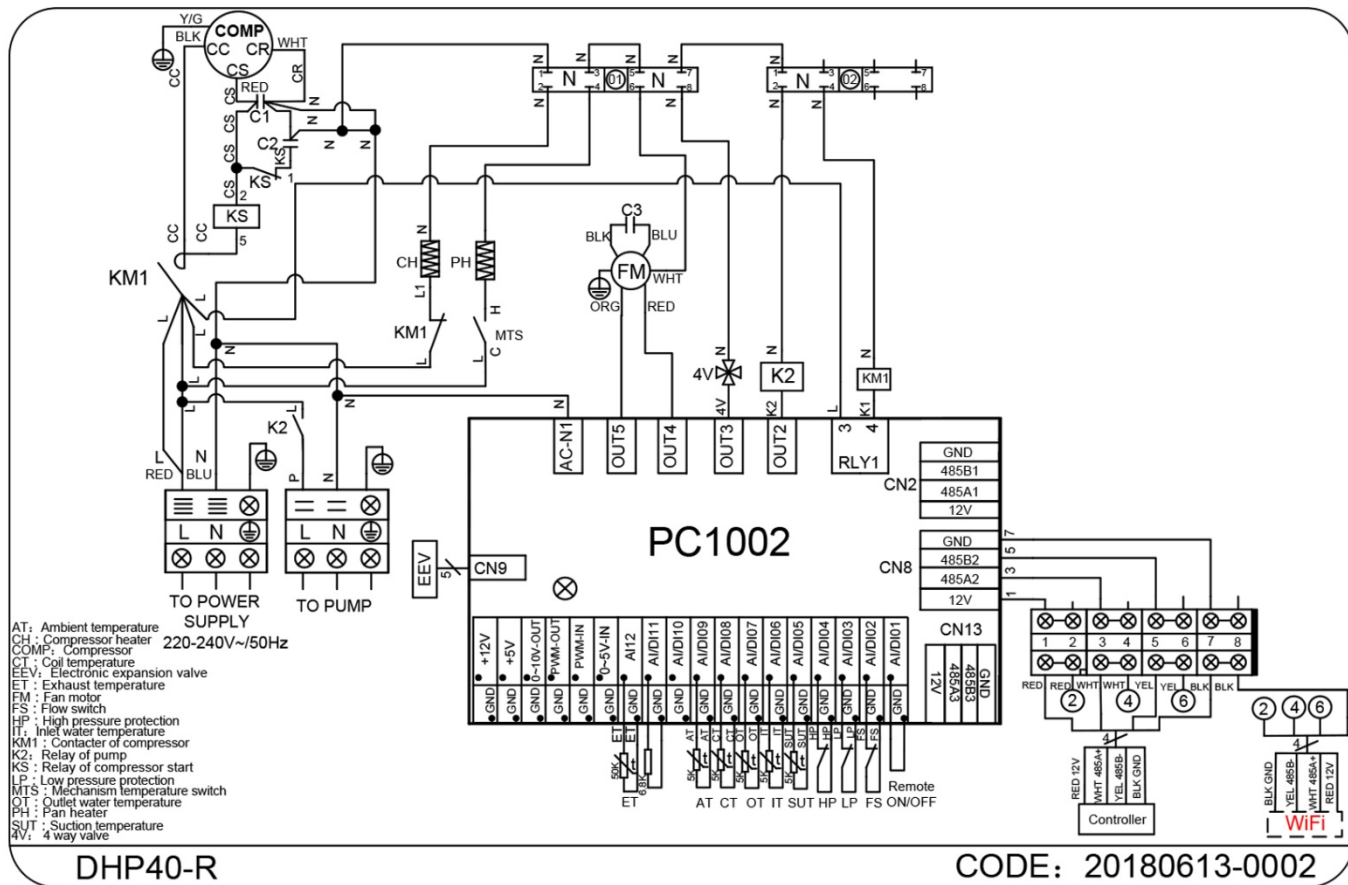 Y/G
BLK
COMP
CC CR
CS
WHT
RED
CC
CS
CR
N
C1
C2
N
N
N
N
CS
CS
KS
KS
1
CS
2
KS
5
CC
CC
KM1
L
L
L
L
L
N
L
L
N
K2
L
P
N
L
N
RED
BLU
L N
L N
TO POWER
SUPPLY
220-240V~/50Hz
TO PUMP
N
N
N
N
N
1 3 5 7
N 01 N
2 4 6 8
N
N
1 3 5 7
N 02
2 4 6 8
N
N
N
CH
L1
KM1
L
PH
H
MTS
C
L
C3
BLK
BLU
FM
WHT
ORG
RED
N
4V
4V
N
K2
K2
L
N
KM1
K1
N
AC-N1
OUT5
OUT4
OUT3
OUT2
3 4
RLY1
PC1002
CN2
GND
485B1
485A1
12V
CN8
GND
485B2
485A2
12V
7
5
3
1
CN13
GND
485B3
485A3
12V
EEV
5
CN9
+12V
+5V
0~10V-OUT
PWM-OUT
PWM-IN
0~5V-IN
AI12
AI/DI11
AI/DI10
AI/DI09
AI/DI08
AI/DI07
AI/DI06
AI/DI05
AI/DI04
AI/DI03
AI/DI02
AI/DI01
GND GND GND GND GND GND GND GND GND GND GND GND GND GND GND GND GND GND
ET ET
50K
t
6.8K
AT AT CT CT OT OT IT IT SUT SUT HP HP LP LP FS FS
5K 5K 5K 5K 5K
t t t t t
ET
AT CT OT IT SUT HP LP FS
Remote
ON/OFF
1 2 3 4 5 6 7 8
RED RED WHT WHT YEL YEL BLK BLK
2 4 6
4
RED 12V
WHT 485A+
YEL 485B-
BLK GND
Controller
2 4 6
4
BLK GND
YEL 485B-
WHT 485A+
RED 12V
WiFi
AT: Ambient temperature
CH : Compressor heater
COMP: Compressor
CT : Coil temperature
EEV: Electronic expansion valve
ET : Exhaust temperature
FM : Fan motor
FS : Flow switch
HP : High pressure protection
IT: Inlet water temperature
KM1 : Contacter of compressor
K2: Relay of pump
KS : Relay of compressor start
LP : Low pressure protection
MTS : Mechanism temperature switch
OT : Outlet water temperature
PH : Pan heater
SUT : Suction temperature
4V: 4 way valve
DHP40-R
CODE: 20180613-0002